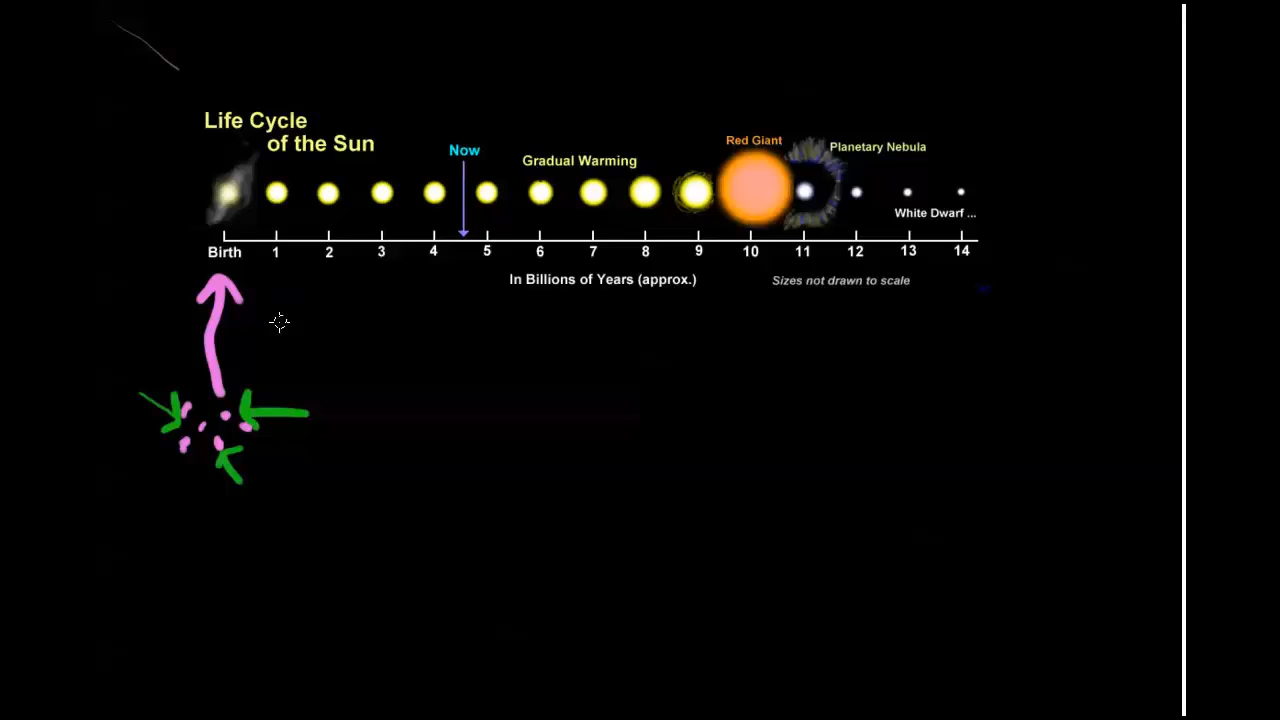 Life Cycle
of the Sun
Now
Gradual Warming
Red Giant
Planetary Nebula
White Dwarf ...
Birth 1 2 3 4 5 6 7 8 9 10 11 12 13 14
In Billions of Years (approx.)
Sizes not drawn to scale